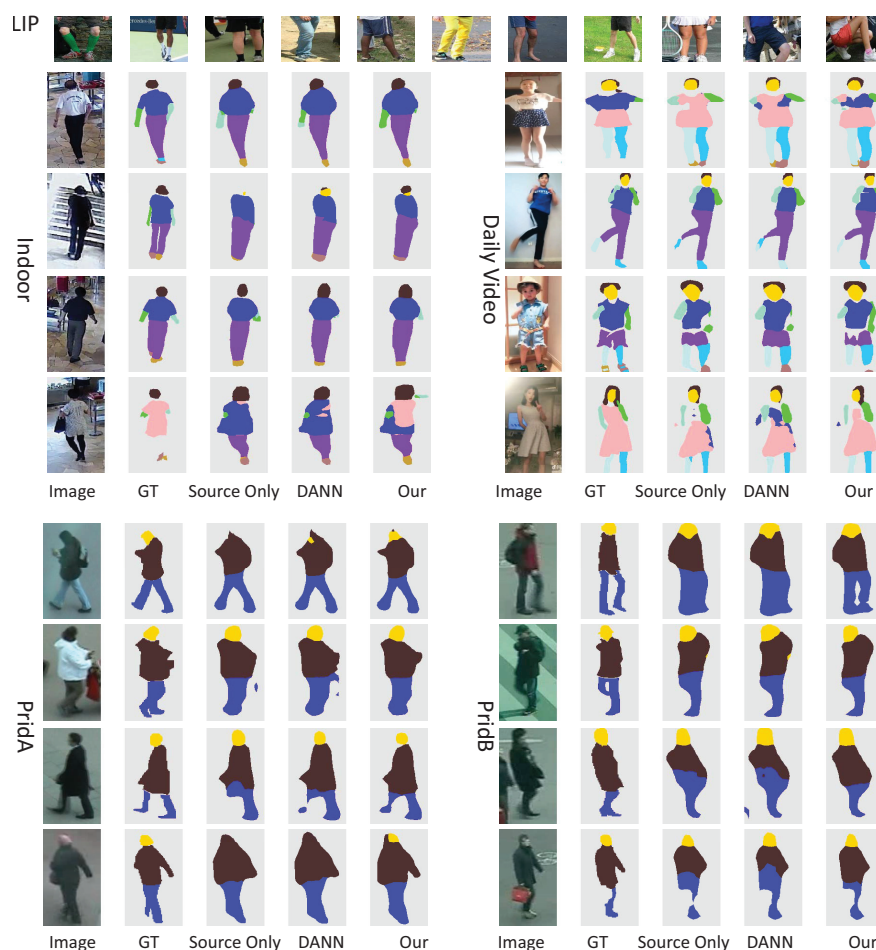 LIP
Indoor
Daily Video
Image GT Source Only DANN Our Image GT Source Only DANN Our
PridA
PridB
Image GT Source Only DANN Our Image GT Source Only DANN Our